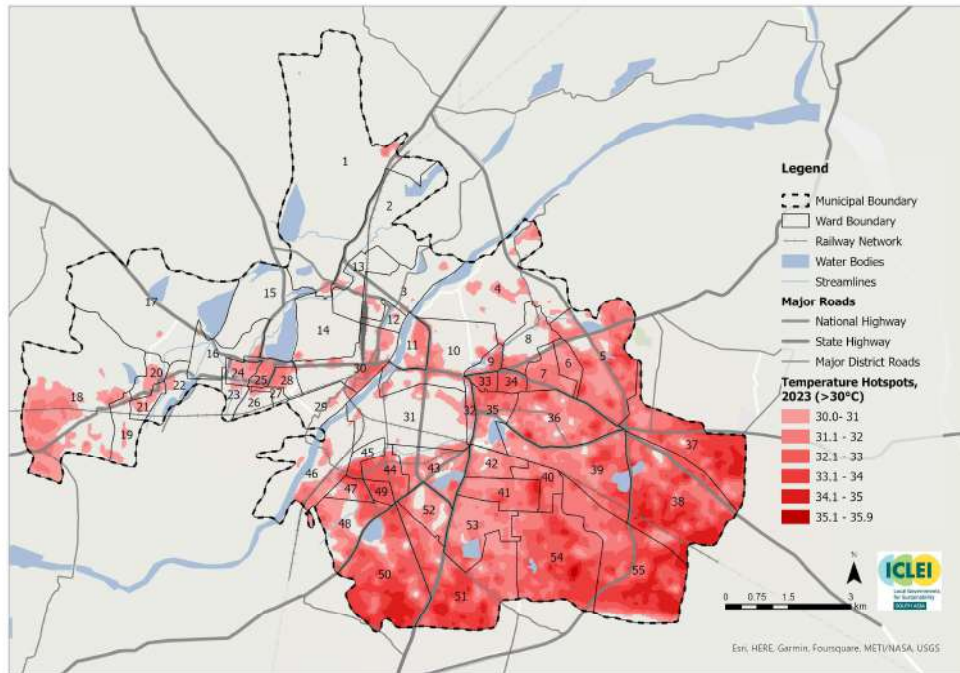 1
2
13
3
4
17
15
12
14
11
10
8
16
9
6
5
7
20
24
25
28
30
33
34
18
22
23
27
26
21
29
31
32
35
36
19
37
45
46
44
43
42
39
40
38
47
49
41
48
52
53
54
50
55
51
Legend
Municipal Boundary
Ward Boundary
Railway Network
Water Bodies
Streamlines
Major Roads
National Highway
State Highway
Major District Roads
Temperature Hotspots,
2023 (>30°C)
30.0- 31
31.1 - 32
32.1 - 33
33.1 - 34
34.1 - 35
35.1 - 35.9
N
0 0.75 1.5 3
km
ICLEI
Local Governments
for Sustainability
SOUTH ASIA
Esri, HERE, Garmin, Foursquare, METI/NASA, USGS